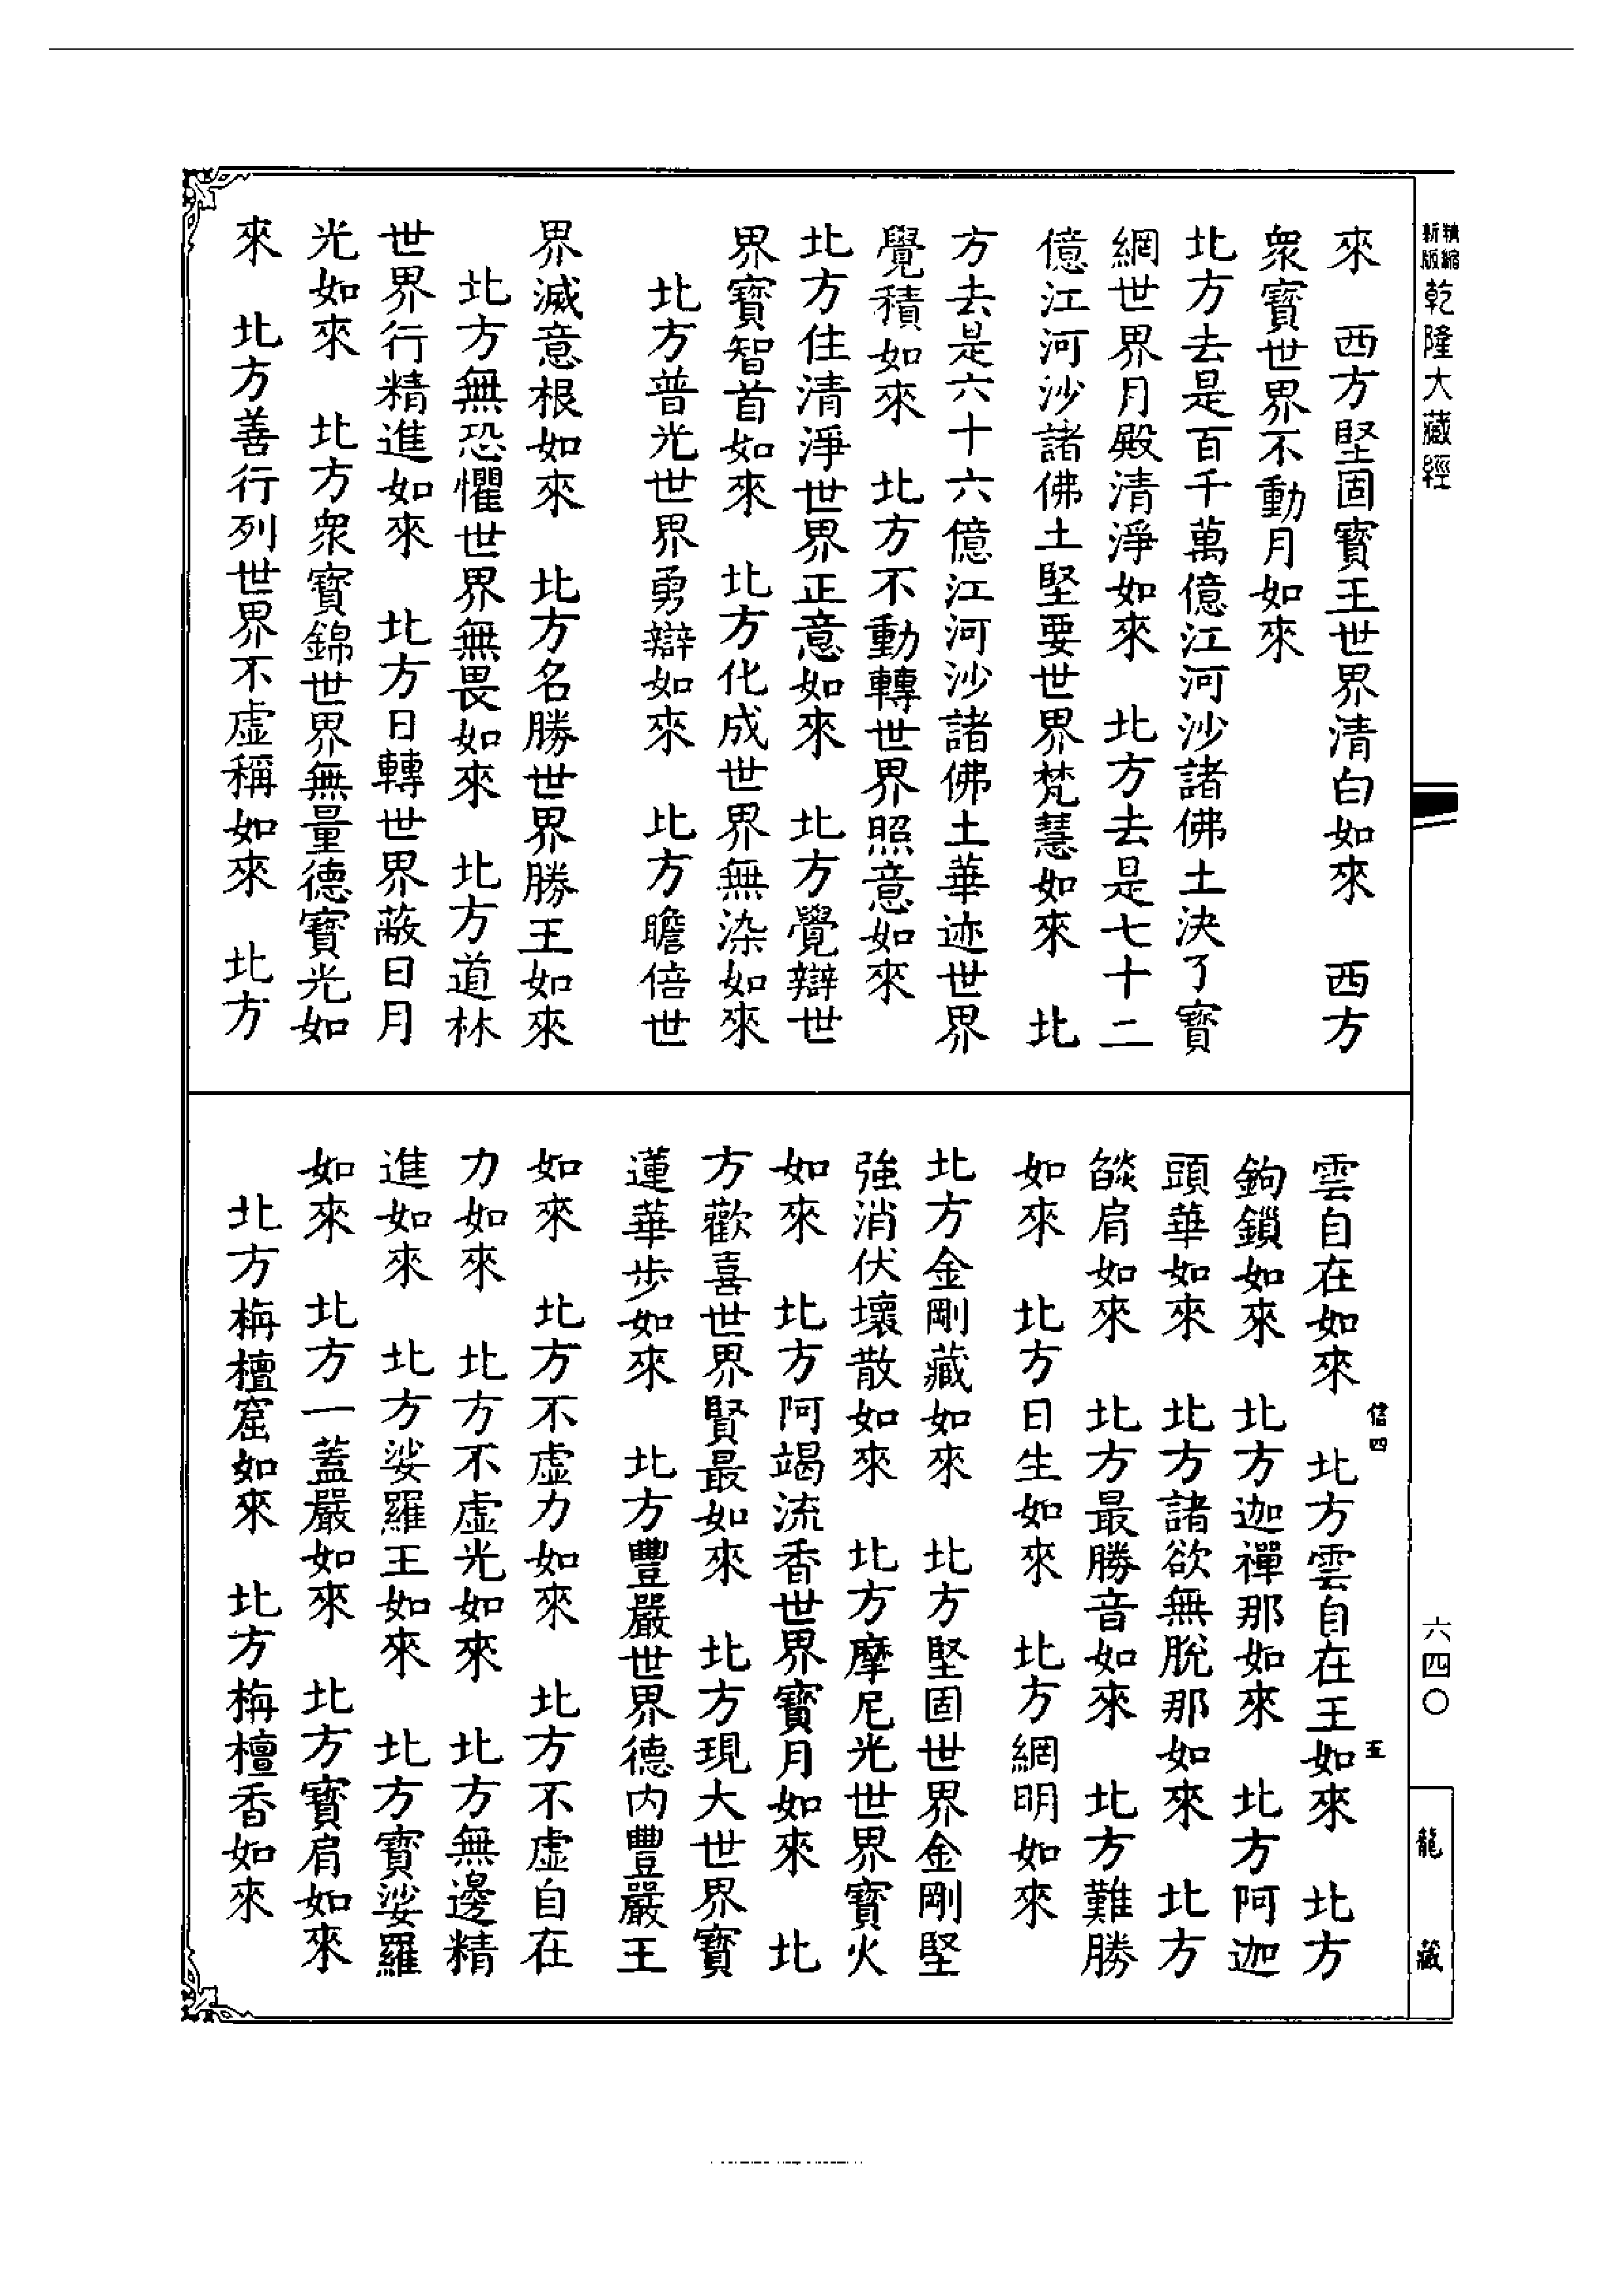 新版精縮乾隆大藏經
來　西方堅固寶王世界清白如來　西方
衆寶世界不動月如來
北方去是百千萬億江河沙諸佛土決了寶
網世界月殿清淨如來　北方去是七十二
億江河沙諸佛土堅要世界梵慧如來　北
方去是六十六億江河沙諸佛土華迹世界
覺積如來　北方不動轉世界照意如來
北方住清淨世界正意如來　北方覺辯世
界寶智首如來　北方化成世界無染如來
北方普光世界勇辯如來　北方瞻倍世
界滅意根如來　北方名勝世界勝王如來
北方無恐懼世界無畏如來　北方道林
世界行精進如來　北方日轉世界蔽日月
光如來　北方衆寶錦世界無量德寶光如
來　北方善行列世界不虛稱如來　北方
雲自在如來　北方雲自在王如來　北方
鉤鎖如來　北方迦禪那如來　北方阿迦
頭華如來　北方諸欲無脫那如來　北方
𦦨肩如來　北方最勝音如來　北方難勝
如來　北方日生如來　北方網明如來
北方金剛藏如來　北方堅固世界金剛堅
強消伏壞散如來　北方摩尼光世界寶火
如來　北方阿竭流香世界寶月如來　北
方歡喜世界賢最如來　北方現大世界寶
蓮華步如來　北方豐嚴世界德內豐嚴王
如來　北方不虛力如來　北方不虛自在
力如來　北方不虛光如來　北方無邊精
進如來　北方娑羅王如來　北方寶娑羅
如來　北方一蓋嚴如來　北方寶肩如來
北方栴檀窟如來　北方栴檀香如來
信四
五
六四〇
龍藏